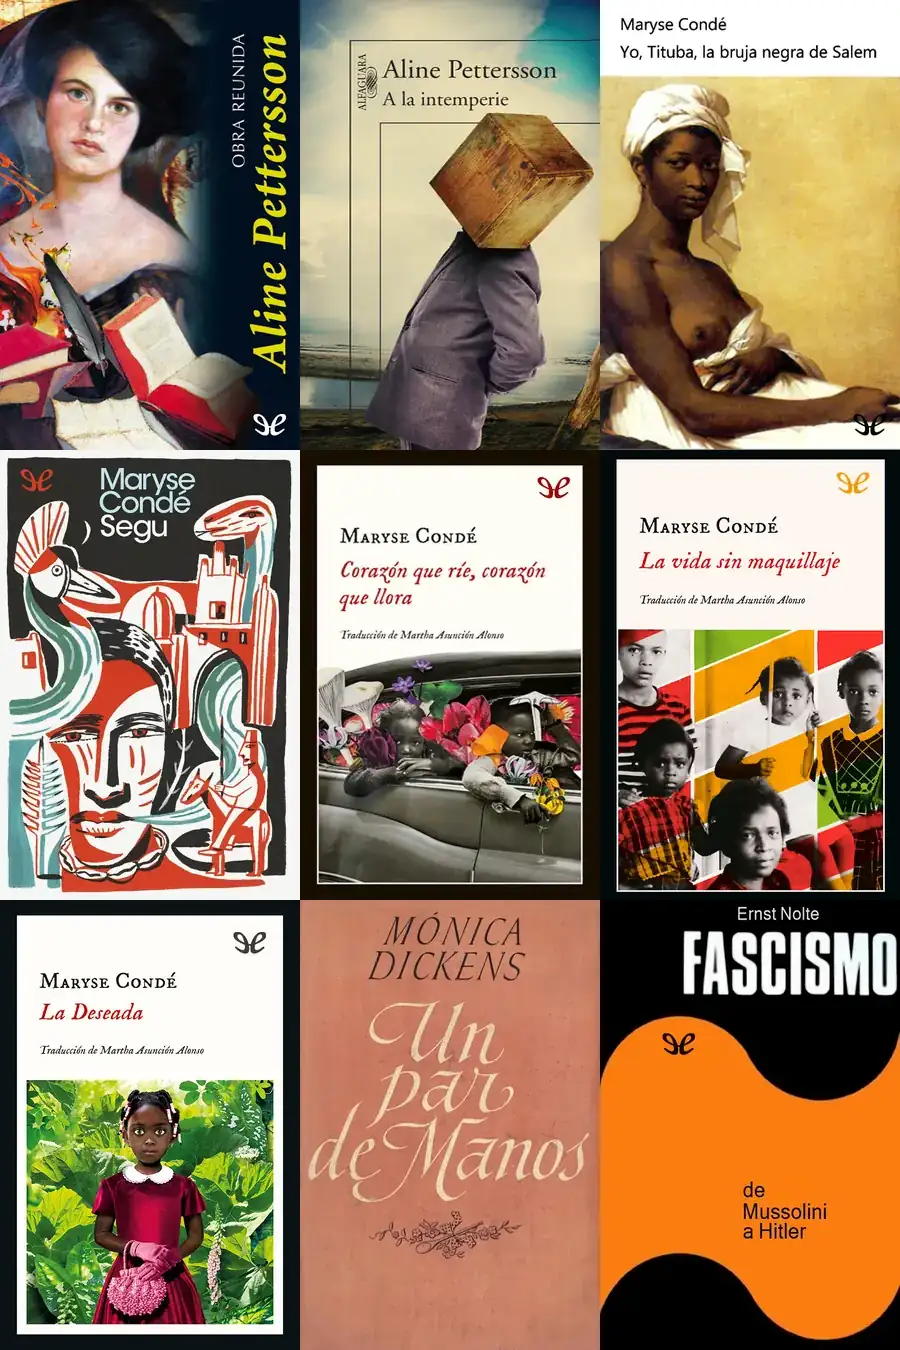 OBRA REUNIDA
Aline Pettersson
ALFAGUARA
Aline Pettersson
A la intemperie
Maryse Condé
Yo, Tituba, la bruja negra de Salem
Maryse
Condé
Segu
MARYSE CONDÉ
Corazón que ríe, corazón
que llora
Traducción de Martha Asunción Alonso
MARYSE CONDÉ
La vida sin maquillaje
Traducción de Martha Asunción Alonso
MARYSE CONDÉ
La Deseada
Traducción de Martha Asunción Alonso
MÓNICA
DICKENS
Un
par
de Manos
Ernst Nolte
FASCISMO
de
Mussolini
a Hitler